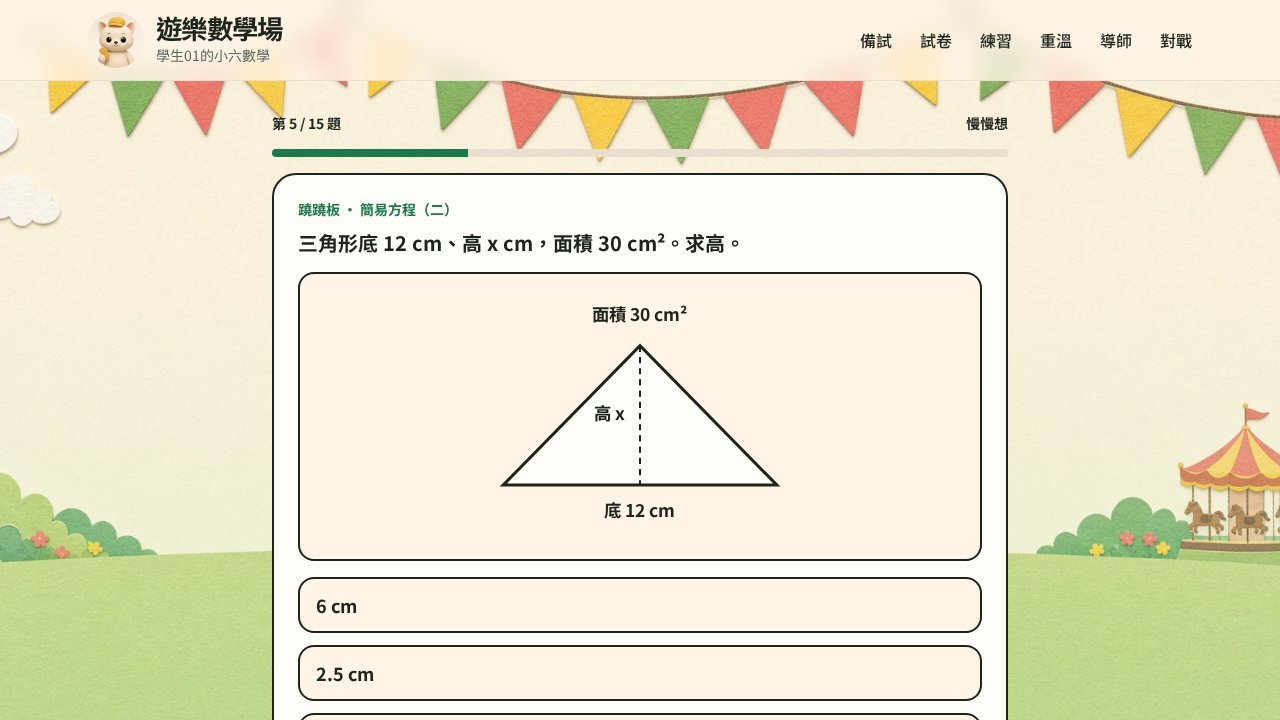 遊樂數學場
學生01的小六數學
備試 試卷 練習 重溫 導師 對戰
第 5 / 15 題
慢慢想
蹺蹺板 · 簡易方程（二）
三角形底 12 cm、高 x cm，面積 30 cm²。求高。
面積 30 cm²
高 x
底 12 cm
6 cm
2.5 cm